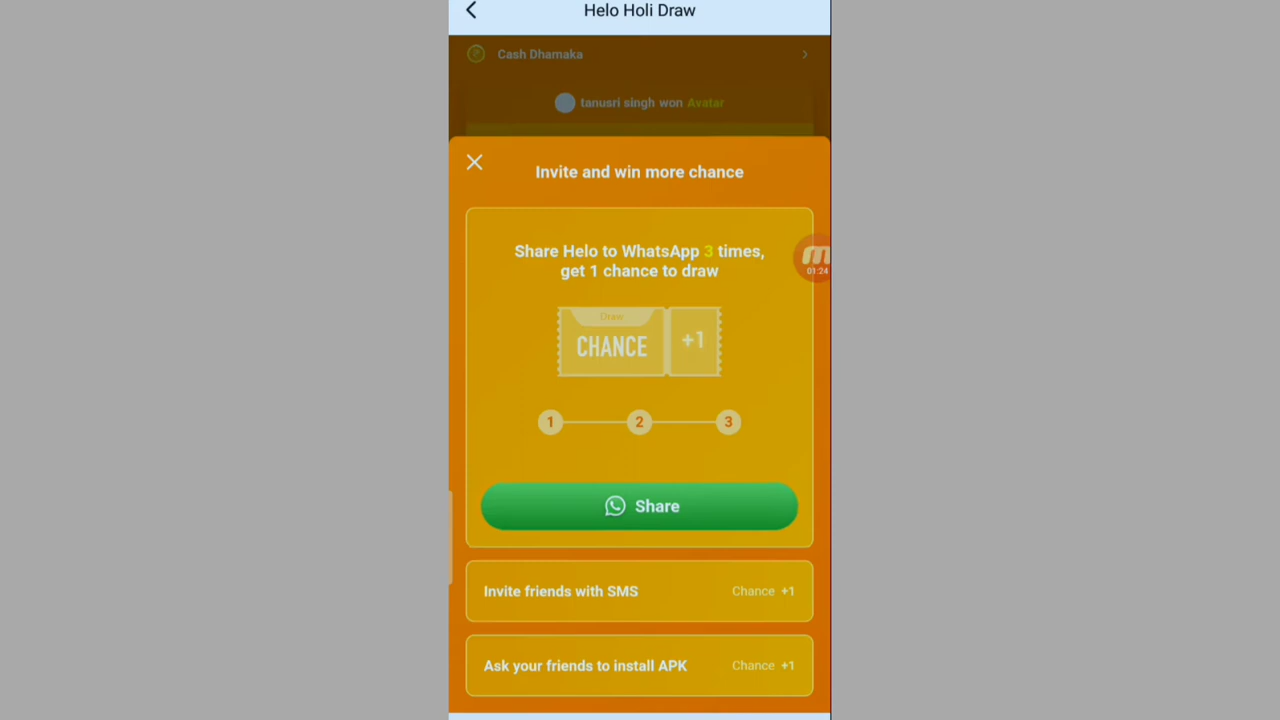 Helo Holi Draw
Cash Dhamaka
tanusri singh won Avatar
Invite and win more chance
Share Helo to WhatsApp 3 times,
get 1 chance to draw
Draw
CHANCE +1
1 2 3
Share
Invite friends with SMS Chance +1
Ask your friends to install APK Chance +1
01:24